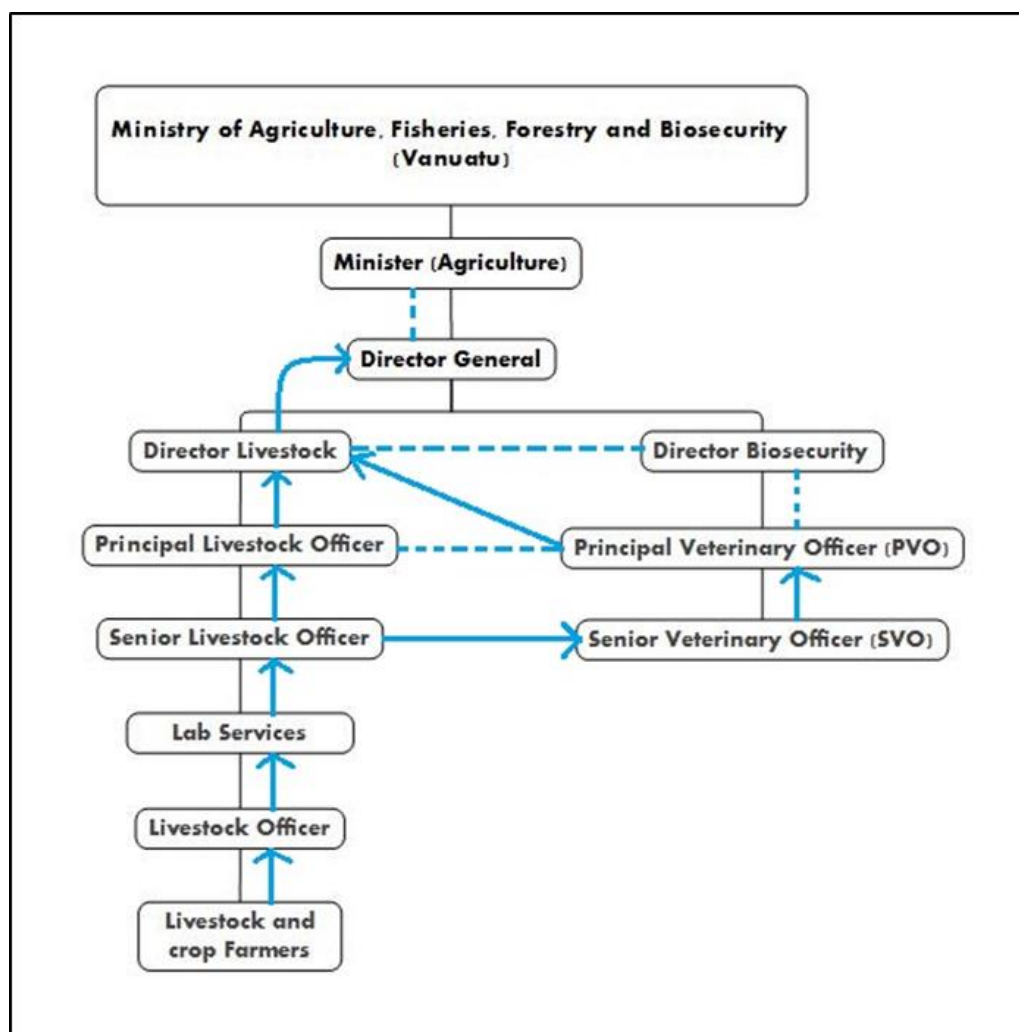 Ministry of Agriculture, Fisheries, Forestry and Biosecurity
(Vanuatu)
Minister (Agriculture)
Director General
Director Livestock
Director Biosecurity
Principal Livestock Officer
Principal Veterinary Officer (PVO)
Senior Livestock Officer
Senior Veterinary Officer (SVO)
Lab Services
Livestock Officer
Livestock and
crop Farmers